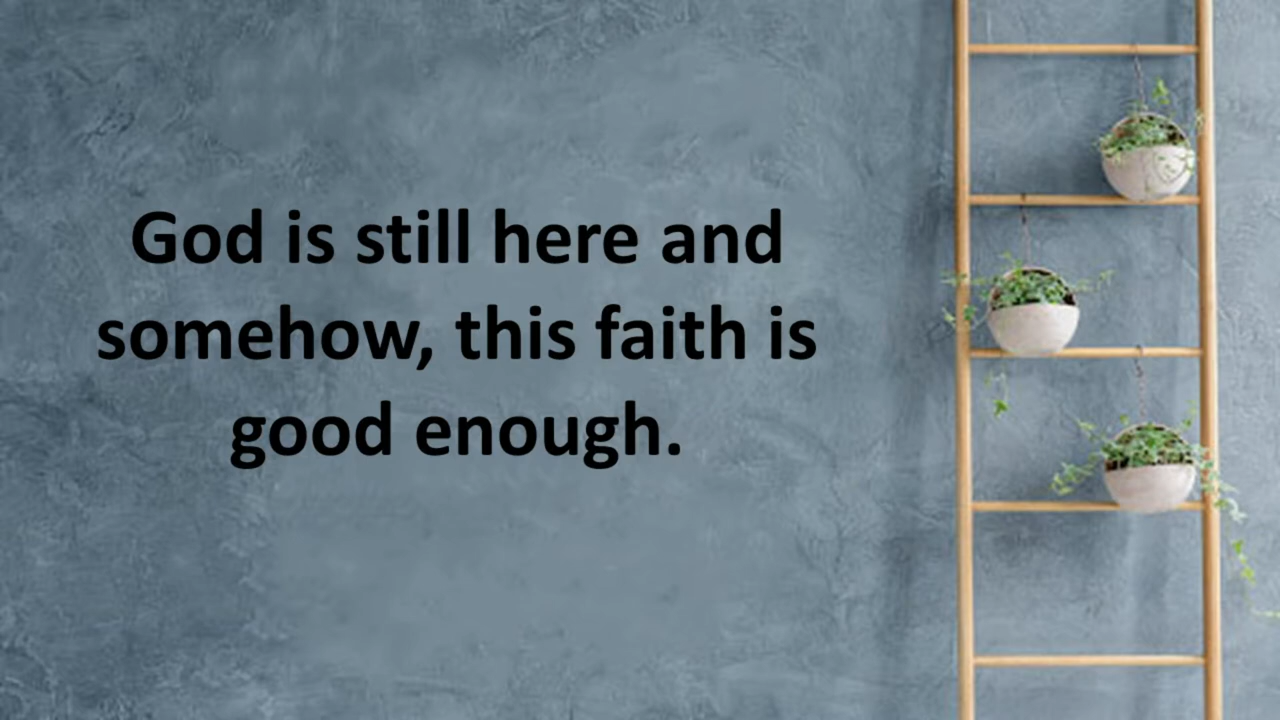 God is still here and
somehow, this faith is
good enough.